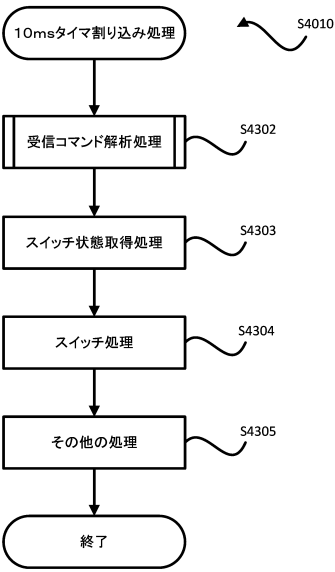 10msタイマ割り込み処理
S4010
受信コマンド解析処理
S4302
スイッチ状態取得処理
S4303
スイッチ処理
S4304
その他の処理
S4305
終了